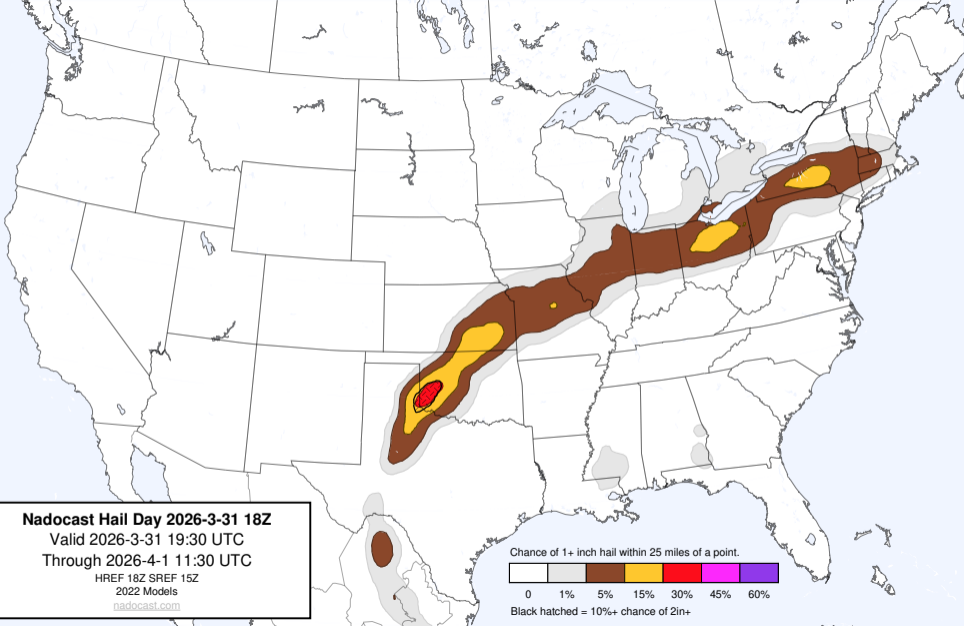 Nadocast Hail Day 2026-3-31 18Z
Valid 2026-3-31 19:30 UTC
Through 2026-4-1 11:30 UTC
HREF 18Z SREF 15Z
2022 Models
nadocast.com
Chance of 1+ inch hail within 25 miles of a point.
0 1% 5% 15% 30% 45% 60%
Black hatched = 10%+ chance of 2in+